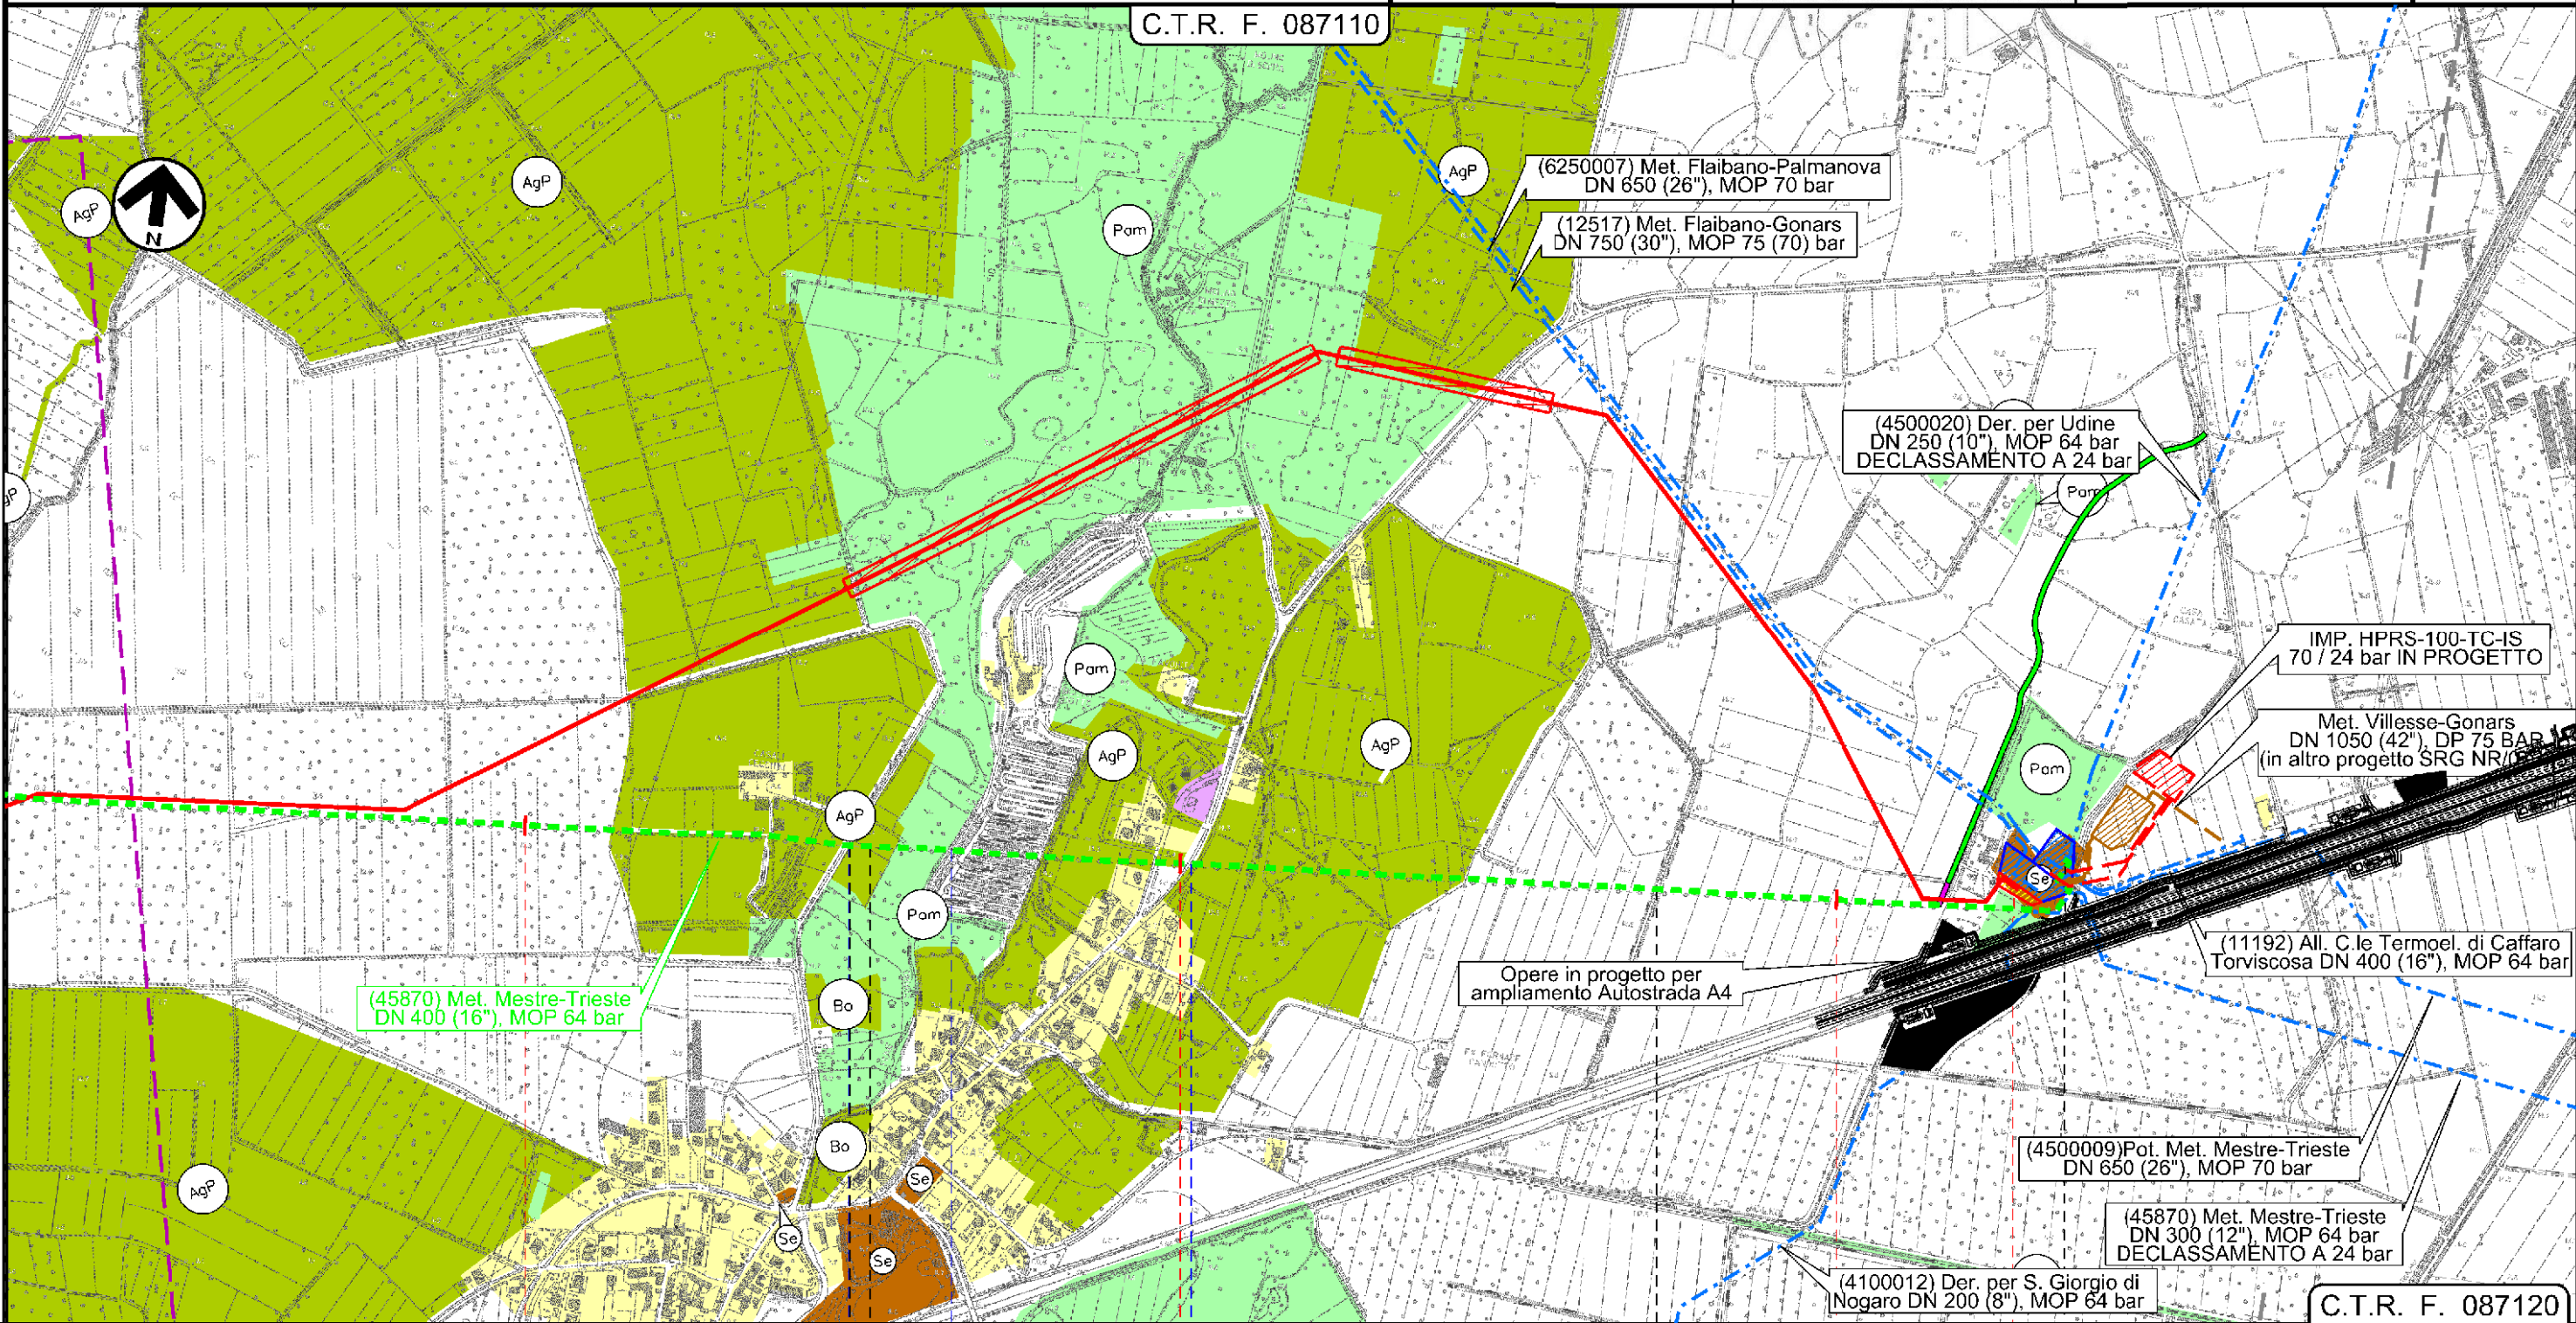 C.T.R. F. 087110
(6250007) Met. Flaibano-Palmanova
DN 650 (26"), MOP 70 bar
(12517) Met. Flaibano-Gonars
DN 750 (30"), MOP 75 (70) bar
AgP
AgP
AgP
Pam
N
(4500020) Der. per Udine
DN 250 (10"), MOP 64 bar
DECLASSAMENTO A 24 bar
Pam
IMP. HPRS-100-TC-IS
70 / 24 bar IN PROGETTO
Met. Villesse-Gonars
DN 1050 (42"), DP 75 BAR
(in altro progetto SRG NR/
Pam
AgP
AgP
Pam
AgP
Pam
Se
(11192) All. C.le Termoel. di Caffaro
Torviscosa DN 400 (16"), MOP 64 bar
Opere in progetto per
ampliamento Autostrada A4
(45870) Met. Mestre-Trieste
DN 400 (16"), MOP 64 bar
Bo
Bo
AgP
Se
Se
Se
(4500009)Pot. Met. Mestre-Trieste
DN 650 (26"), MOP 70 bar
(45870) Met. Mestre-Trieste
DN 300 (12"), MOP 64 bar
DECLASSAMENTO A 24 bar
(4100012) Der. per S. Giorgio di
Nogaro DN 200 (8"), MOP 64 bar
C.T.R. F. 087120